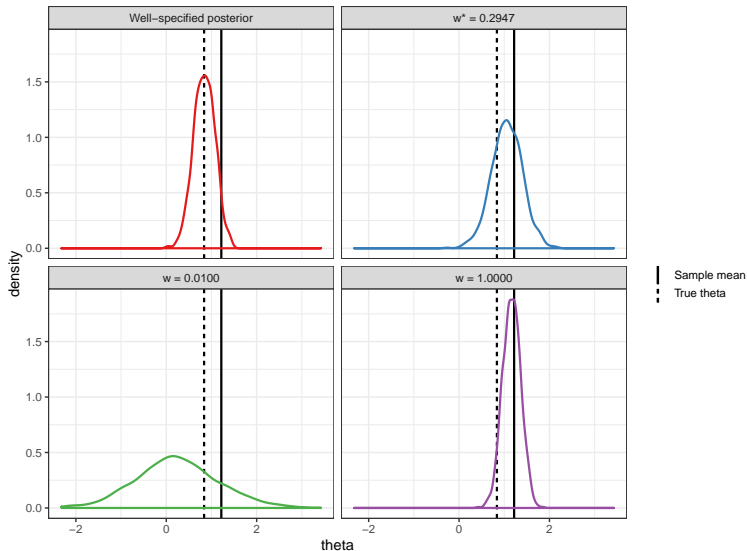 Well−specified posterior
w* = 0.2947
1.5
1.0
0.5
0.0
w = 0.0100
w = 1.0000
1.5
1.0
0.5
0.0
−2 0 2
−2 0 2
density
theta
Sample mean
True theta